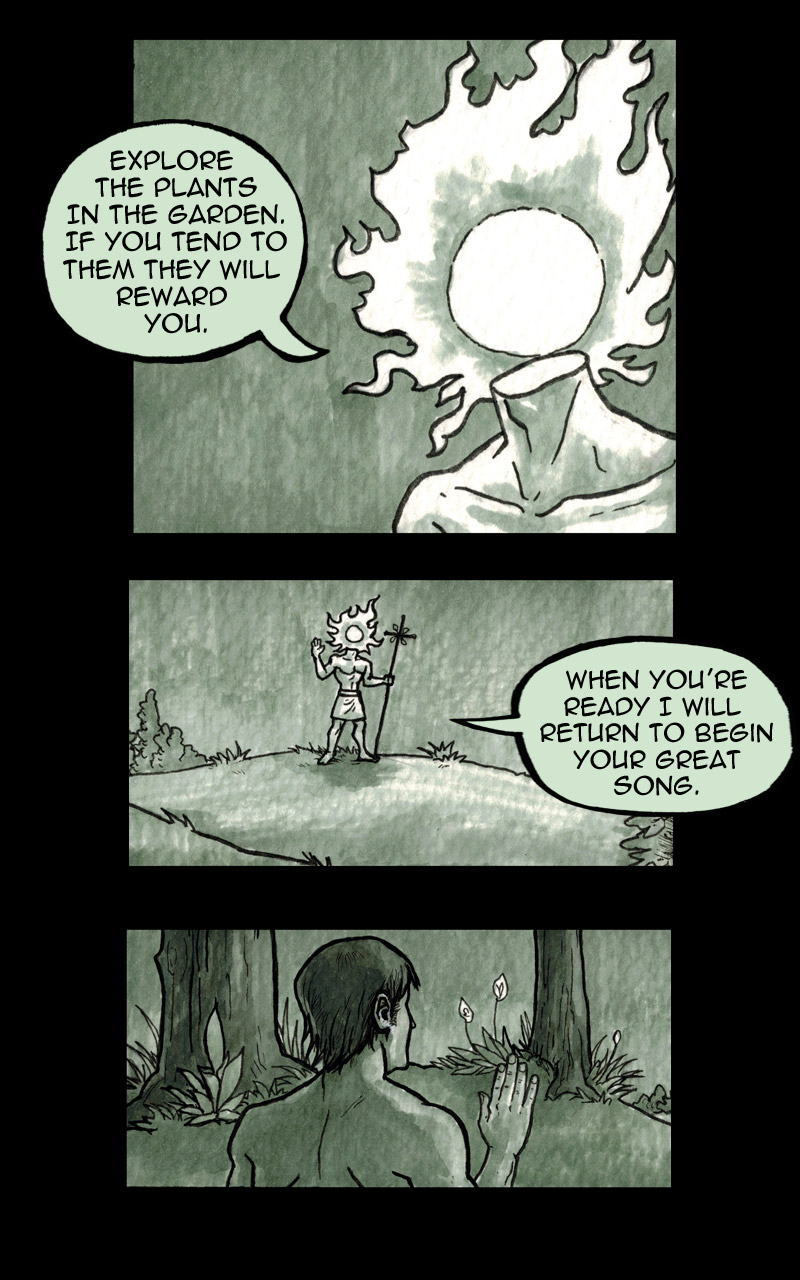 EXPLORE
THE PLANTS
IN THE GARDEN.
IF YOU TEND TO
THEM THEY WILL
REWARD
YOU.
WHEN YOU'RE
READY I WILL
RETURN TO BEGIN
YOUR GREAT
SONG.